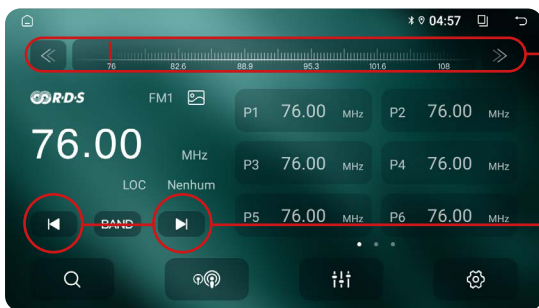 04:57
76 82.6 88.9 95.3 101.6 108
R·D·S FM1 P1 76.00 MHz P2 76.00 MHz
76.00 MHz P3 76.00 MHz P4 76.00 MHz
LOC Nenhum
BAND P5 76.00 MHz P6 76.00 MHz